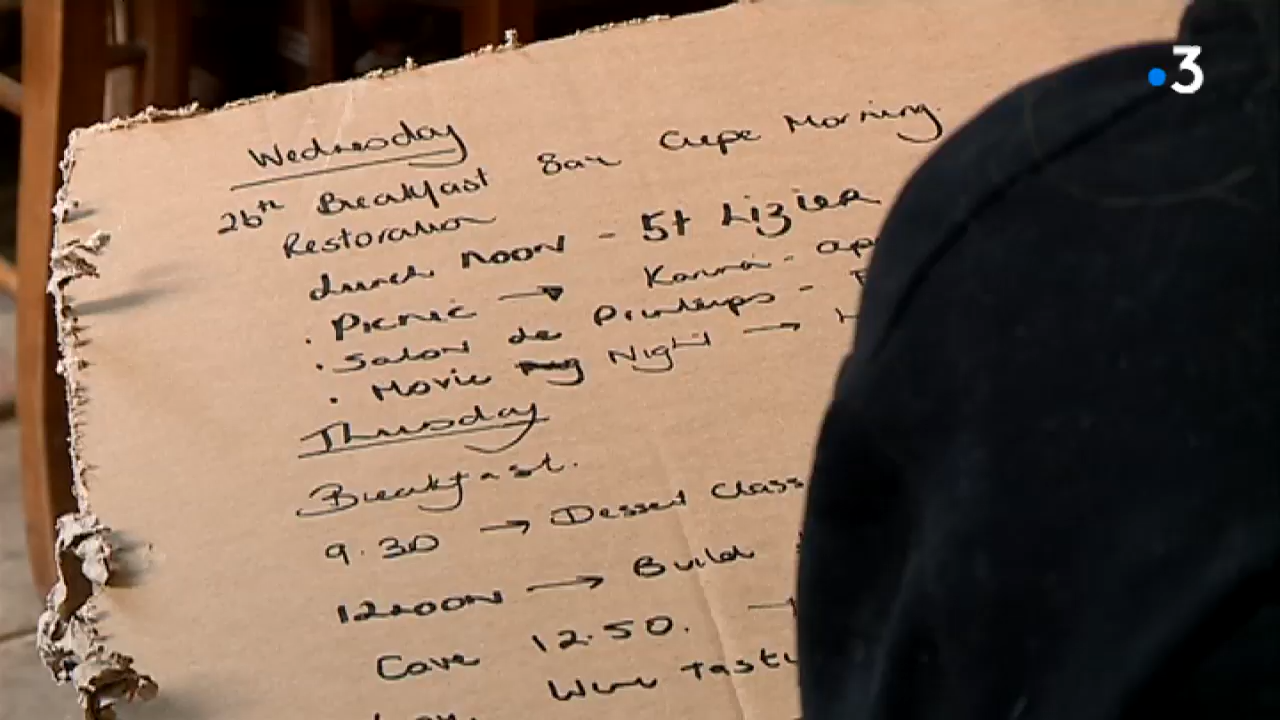 3
Wednesday
26th Breakfast 8am Crepe Morning.
Restoration
Lunch Noon - St Lizier
. Picnic →
. Salon de Printemps -
. Movie Night →
Thursday
Breakfast.
9.30 → Dessert Class
12noon → Build
Cave 12.50. →
Wine